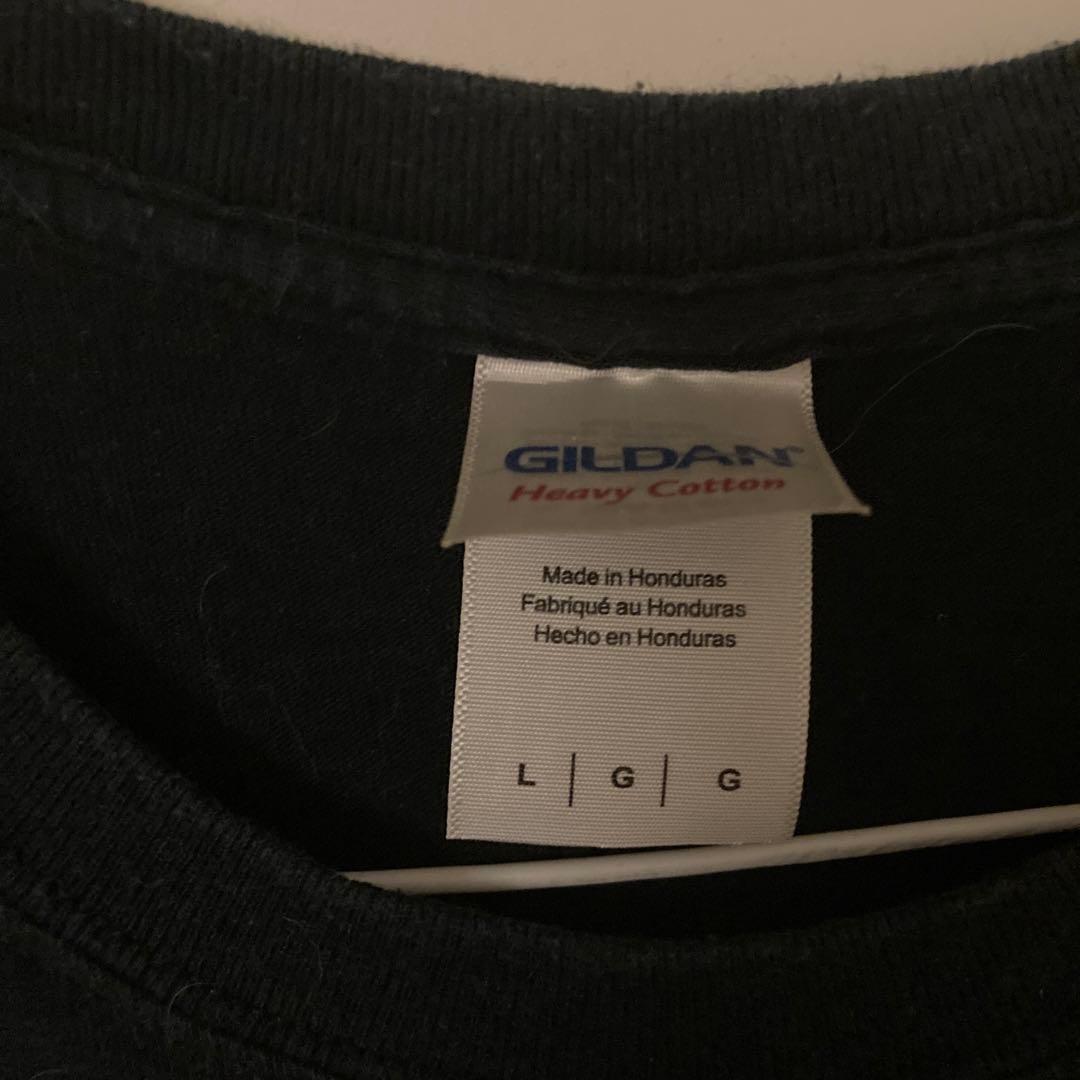 GILDAN®
Heavy Cotton
Made in Honduras
Fabriqué au Honduras
Hecho en Honduras
L | G | G